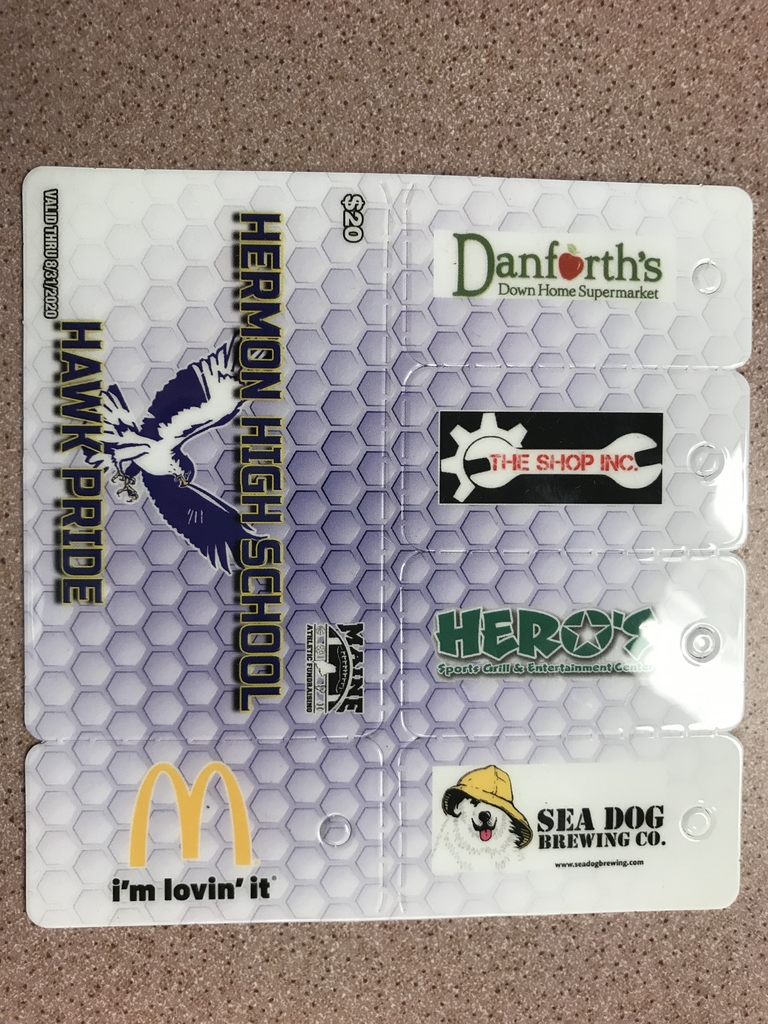 $20
HERMON HIGH SCHOOL
HAWK PRIDE
VALID THRU 8/31/2020
MAINE
ATHLETIC FUNDRAISING
Danforth's
Down Home Supermarket
THE SHOP INC.
HERO'S
Sports Grill & Entertainment Center
SEA DOG
BREWING CO.
www.seadogbrewing.com
i'm lovin' it®